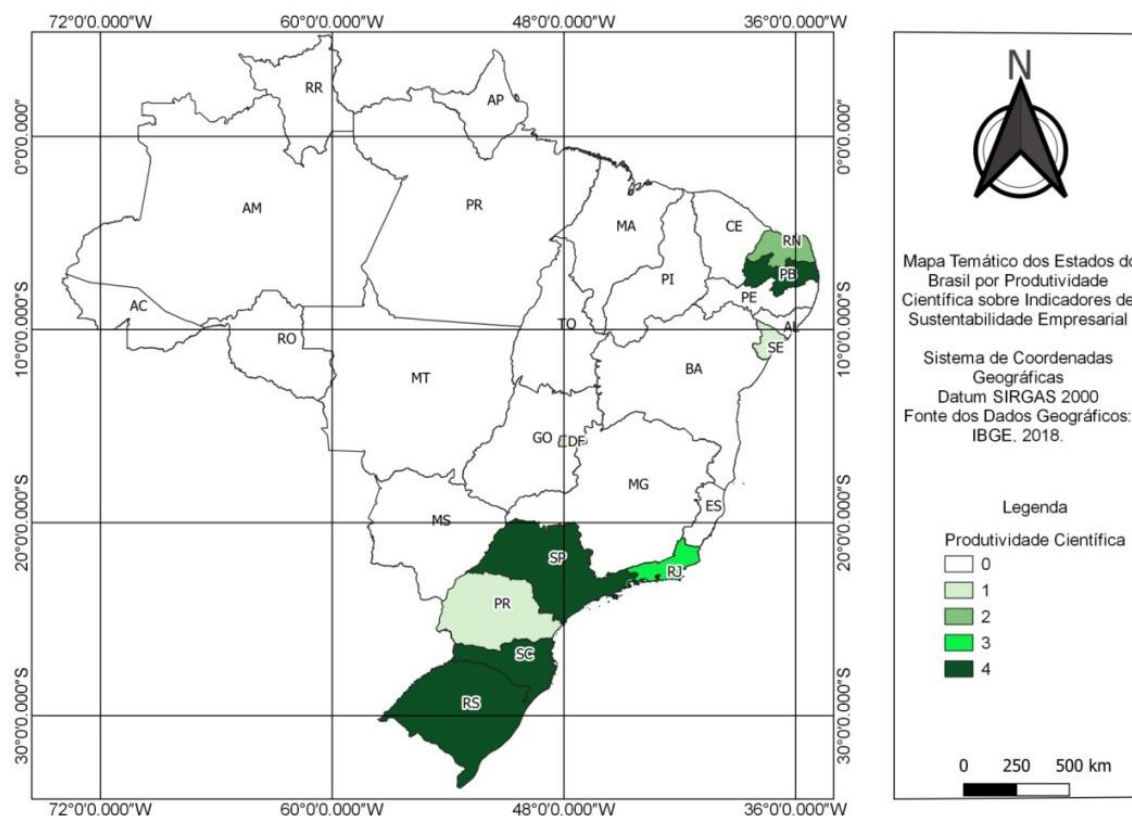 72°0'0.000"W 60°0'0.000"W 48°0'0.000"W 36°0'0.000"W
0°0'0.000"
10°0'0.000"S
20°0'0.000"S
30°0'0.000"S
RR
AP
AM
PR
MA
CE
RN
PB
PI
PE
AC
TO
AL
RO
SE
BA
MT
GO
DF
MG
ES
MS
SP
RJ
PR
SC
RS
0°0'0.000"
10°0'0.000"S
20°0'0.000"S
30°0'0.000"S
72°0'0.000"W 60°0'0.000"W 48°0'0.000"W 36°0'0.000"W
N
Mapa Temático dos Estados do
Brasil por Produtividade
Científica sobre Indicadores de
Sustentabilidade Empresarial
Sistema de Coordenadas
Geográficas
Datum SIRGAS 2000
Fonte dos Dados Geográficos:
IBGE, 2018.
Legenda
Produtividade Científica
0
1
2
3
4
0 250 500 km